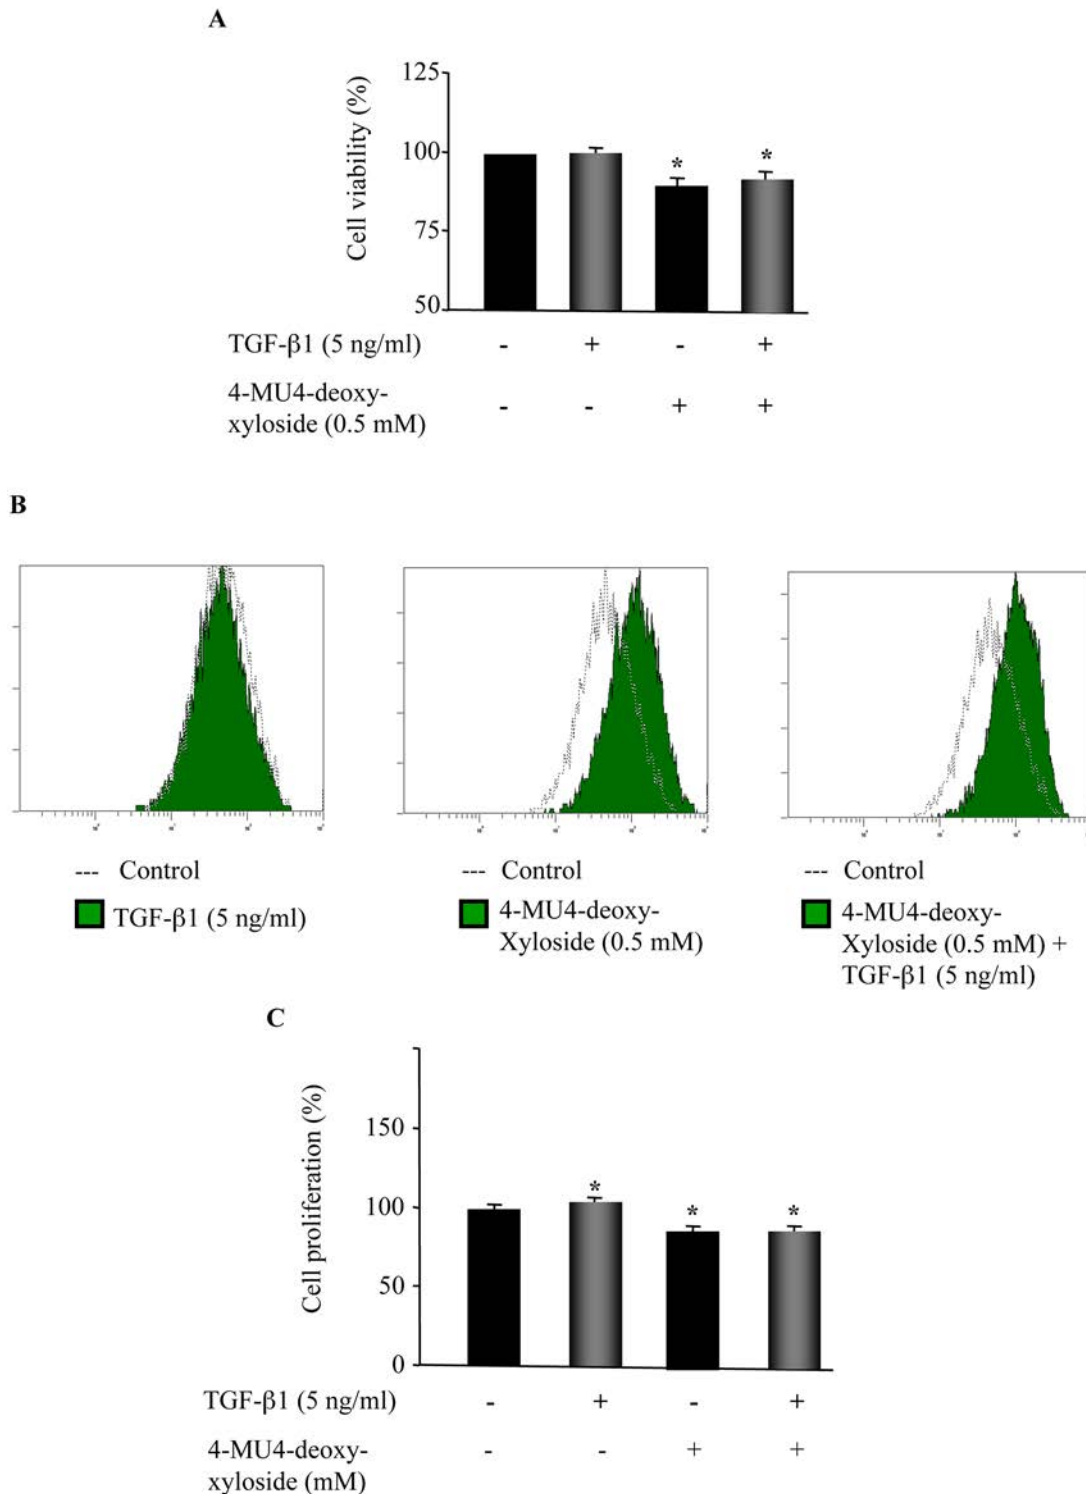 A
Cell viability (%)
125
100
75
50
* *
TGF-β1 (5 ng/ml) - + - +
4-MU4-deoxy-
xyloside (0.5 mM) - - + +
B
--- Control
TGF-β1 (5 ng/ml)
--- Control
4-MU4-deoxy-
Xyloside (0.5 mM)
--- Control
4-MU4-deoxy-
Xyloside (0.5 mM) +
TGF-β1 (5 ng/ml)
C
Cell proliferation (%)
150
100
50
0
* * *
TGF-β1 (5 ng/ml) - + - +
4-MU4-deoxy-
xyloside (mM) - - + +